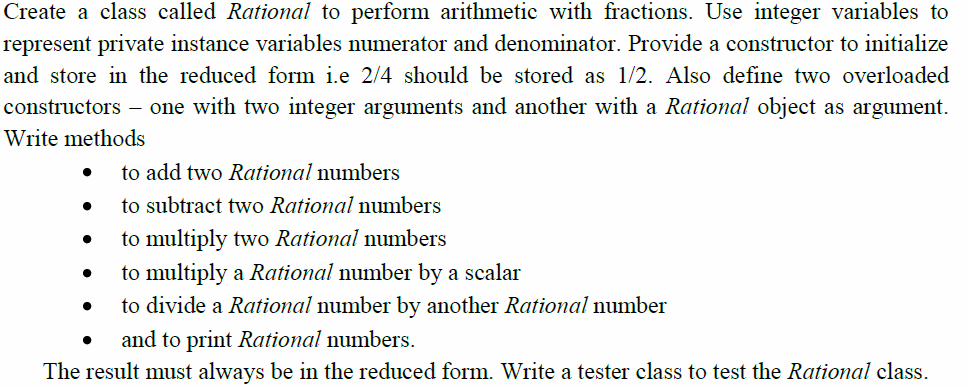 Create a class called Rational to perform arithmetic with fractions. Use integer variables to
represent private instance variables numerator and denominator. Provide a constructor to initialize
and store in the reduced form i.e 2/4 should be stored as 1/2. Also define two overloaded
constructors – one with two integer arguments and another with a Rational object as argument.
Write methods
• to add two Rational numbers
• to subtract two Rational numbers
• to multiply two Rational numbers
• to multiply a Rational number by a scalar
• to divide a Rational number by another Rational number
• and to print Rational numbers.
The result must always be in the reduced form. Write a tester class to test the Rational class.